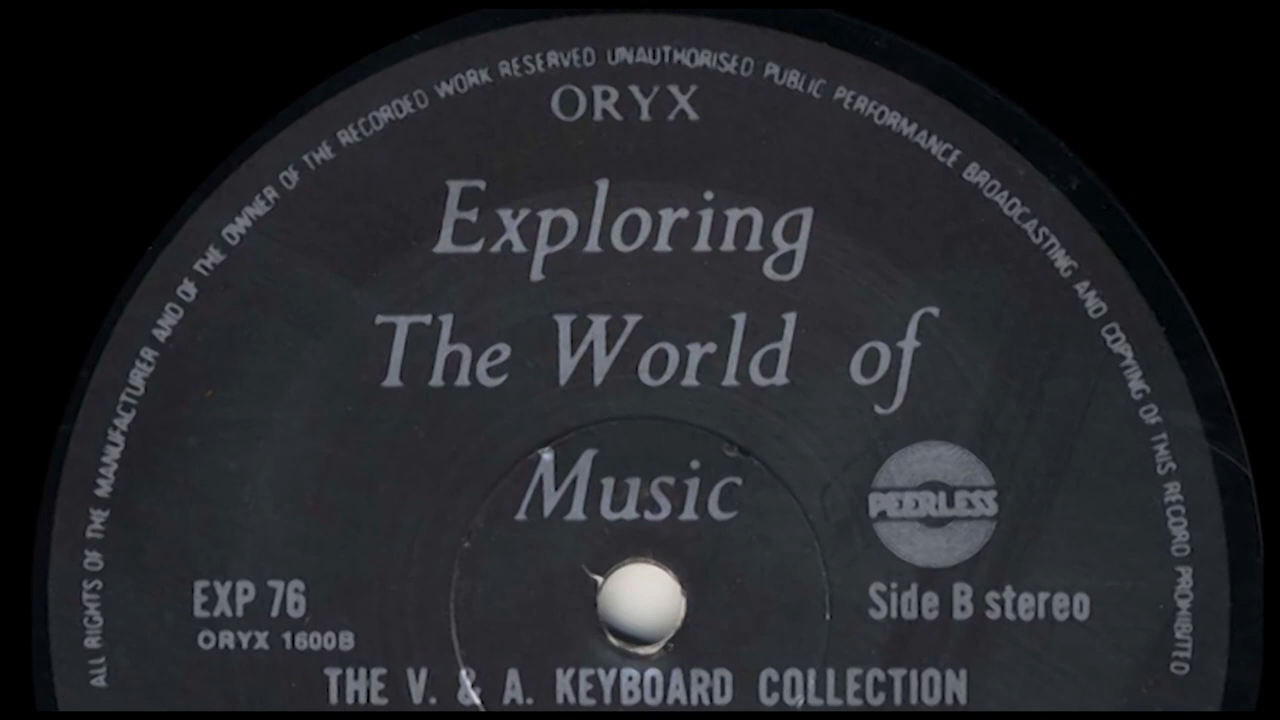 ALL RIGHTS OF THE MANUFACTURER AND OF THE OWNER OF THE RECORDED WORK RESERVED UNAUTHORISED PUBLIC PERFORMANCE BROADCASTING AND COPYING OF THIS RECORD PROHIBITED
ORYX
Exploring
The World of
Music
PEERLESS
EXP 76
Side B stereo
ORYX 1600B
THE V. & A. KEYBOARD COLLECTION